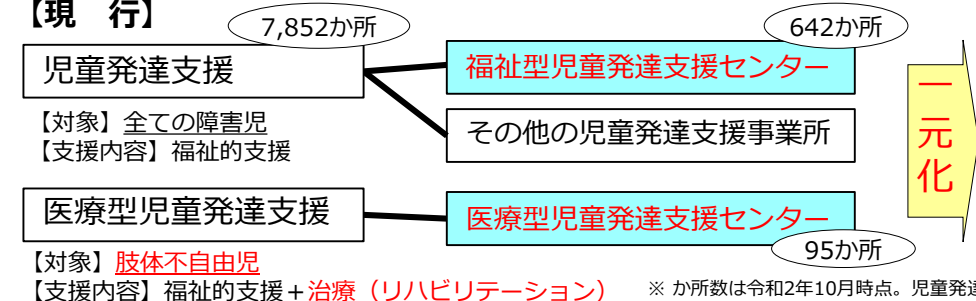 【現　行】
7,852か所
642か所
児童発達支援
福祉型児童発達支援センター
【対象】全ての障害児
【支援内容】福祉的支援
その他の児童発達支援事業所
一元化
医療型児童発達支援
医療型児童発達支援センター
95か所
【対象】肢体不自由児
【支援内容】福祉的支援＋治療（リハビリテーション）
※ か所数は令和2年10月時点。児童発達